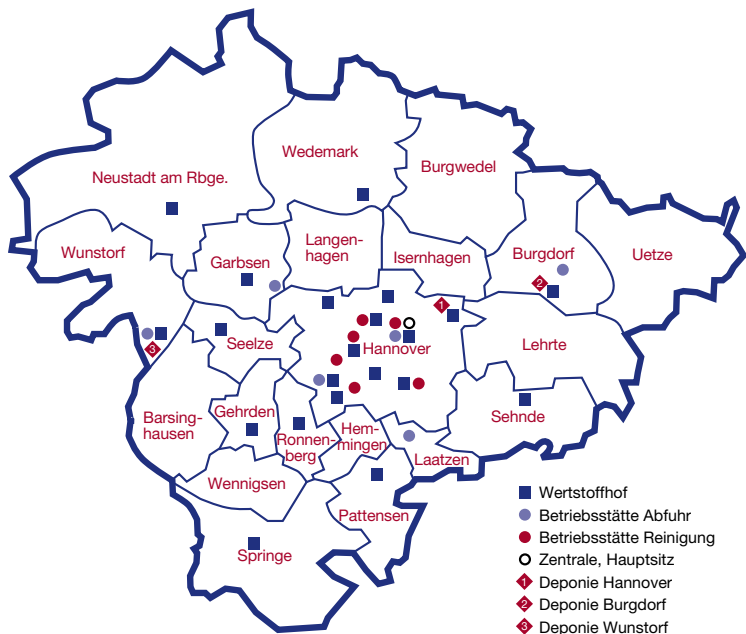 Wedemark
Burgwedel
Neustadt am Rbge.
Langen-
hagen
Wunstorf
Garbsen
Isernhagen
Burgdorf
Uetze
2
1
Seelze
Hannover
Lehrte
3
Barsing-
hausen
Gehrden
Ronnen-
berg
Hem-
mingen
Laatzen
Sehnde
Wennigsen
Pattensen
Springe
Wertstoffhof
Betriebsstätte Abfuhr
Betriebsstätte Reinigung
Zentrale, Hauptsitz
1 Deponie Hannover
2 Deponie Burgdorf
3 Deponie Wunstorf